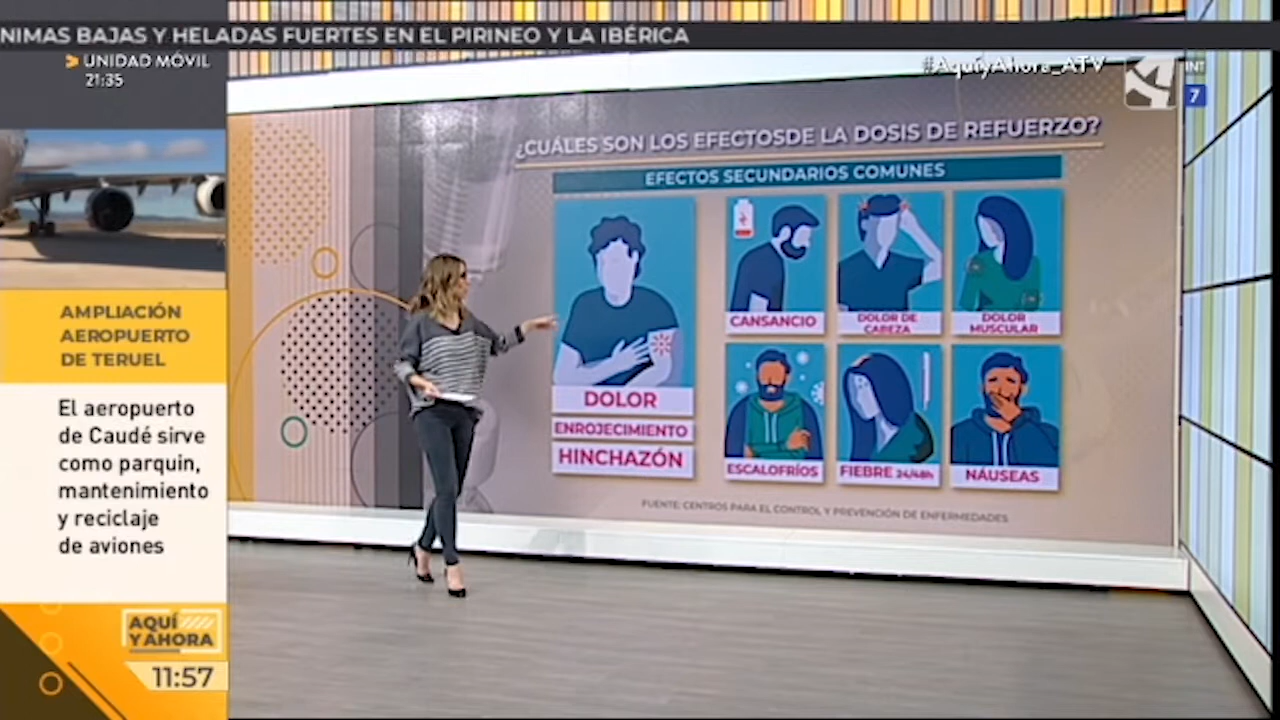 NIMAS BAJAS Y HELADAS FUERTES EN EL PIRINEO Y LA IBÉRICA
UNIDAD MÓVIL
21:35
#AquíyAhora_ATV
INT
7
AMPLIACIÓN
AEROPUERTO
DE TERUEL
El aeropuerto
de Caudé sirve
como parquin,
mantenimiento
y reciclaje
de aviones
AQUÍ
Y AHORA
11:57
¿CUÁLES SON LOS EFECTOSDE LA DOSIS DE REFUERZO?
EFECTOS SECUNDARIOS COMUNES
DOLOR
ENROJECIMIENTO
HINCHAZÓN
CANSANCIO
DOLOR DE
CABEZA
DOLOR
MUSCULAR
ESCALOFRÍOS
FIEBRE 24/48h
NÁUSEAS
FUENTE: CENTROS PARA EL CONTROL Y PREVENCIÓN DE ENFERMEDADES